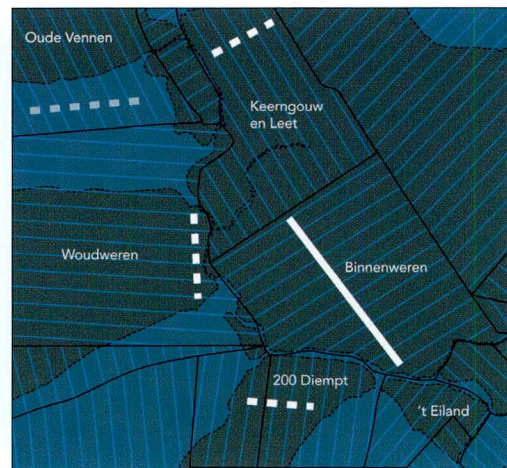 Oude Vennen
Keerngouw
en Leet
Woudweren
Binnenweren
200 Diempt
't Eiland